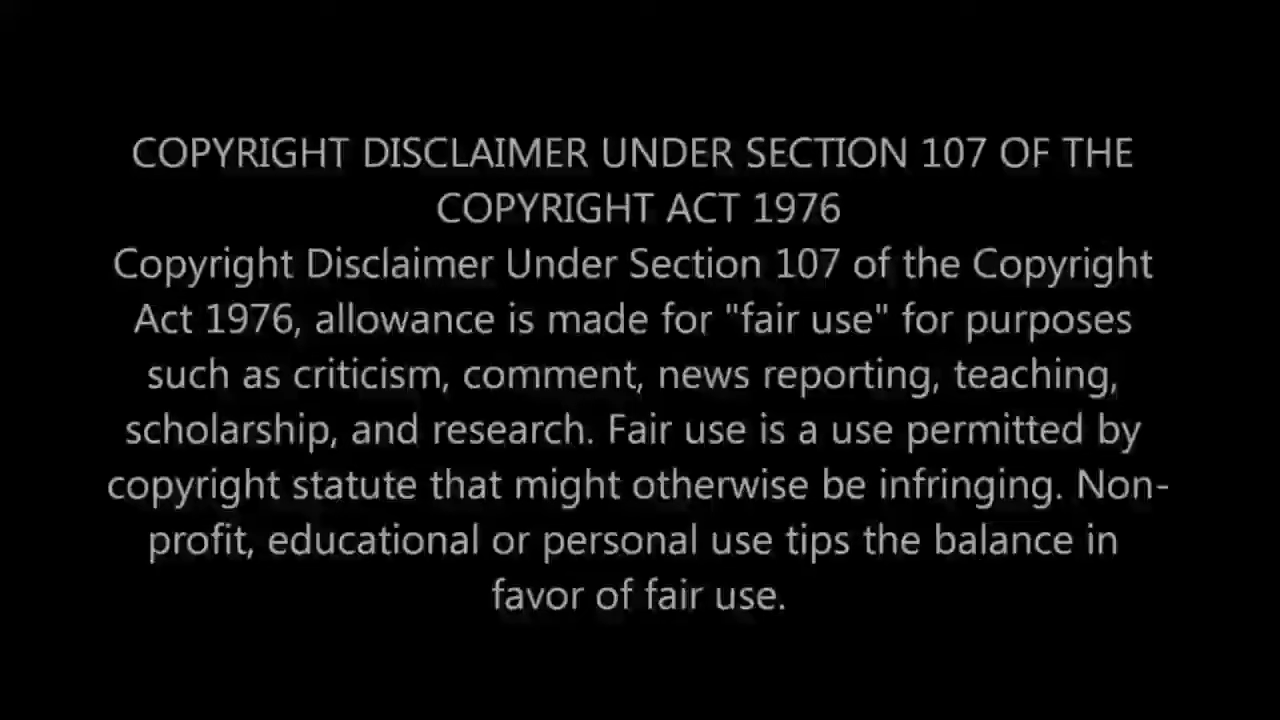 COPYRIGHT DISCLAIMER UNDER SECTION 107 OF THE
COPYRIGHT ACT 1976
Copyright Disclaimer Under Section 107 of the Copyright
Act 1976, allowance is made for "fair use" for purposes
such as criticism, comment, news reporting, teaching,
scholarship, and research. Fair use is a use permitted by
copyright statute that might otherwise be infringing. Non-
profit, educational or personal use tips the balance in
favor of fair use.